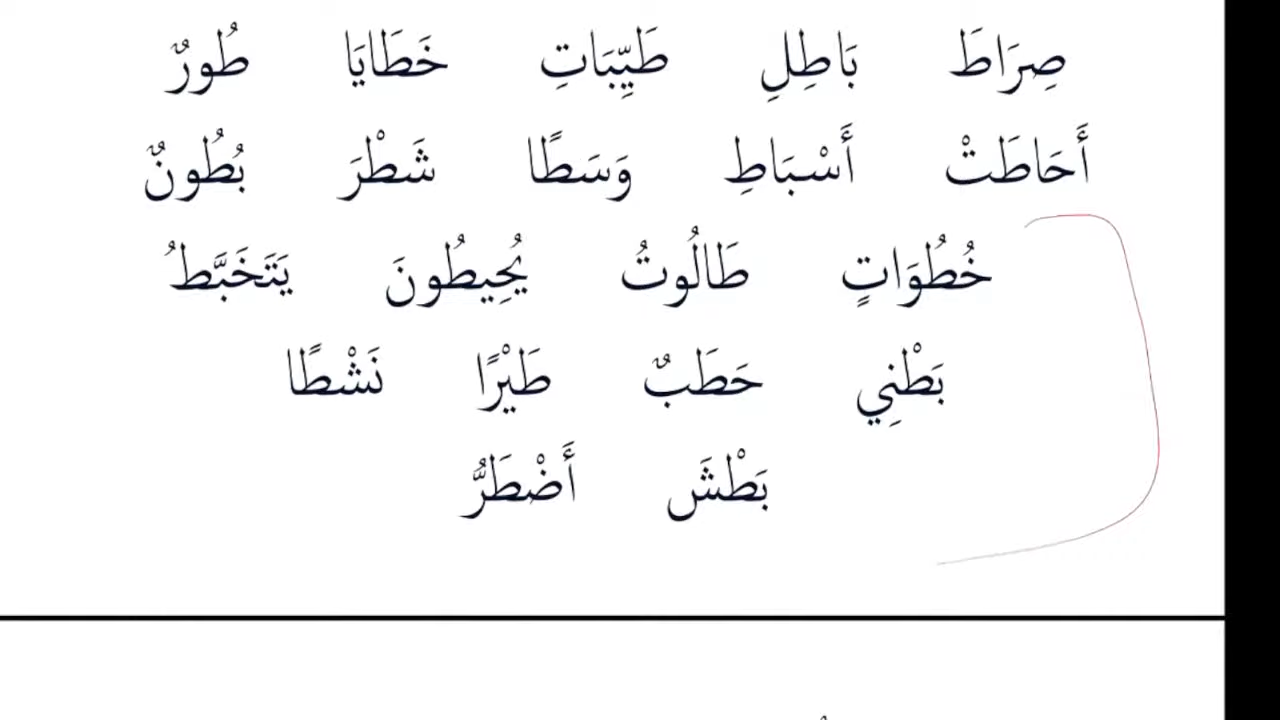 صِرَاطَ بَاطِلِ طَيِّبَاتِ خَطَايَا طُورٌ
أَحَاطَتْ أَسْبَاطِ وَسَطًا شَطْرَ بُطُونٌ
خُطُوَاتٍ طَالُوتُ يُحِيطُونَ يَتَخَبَّطُ
بَطْنِي حَطَبٌ طَيْرًا نَشْطًا
بَطْشَ أَضْطَرُّ